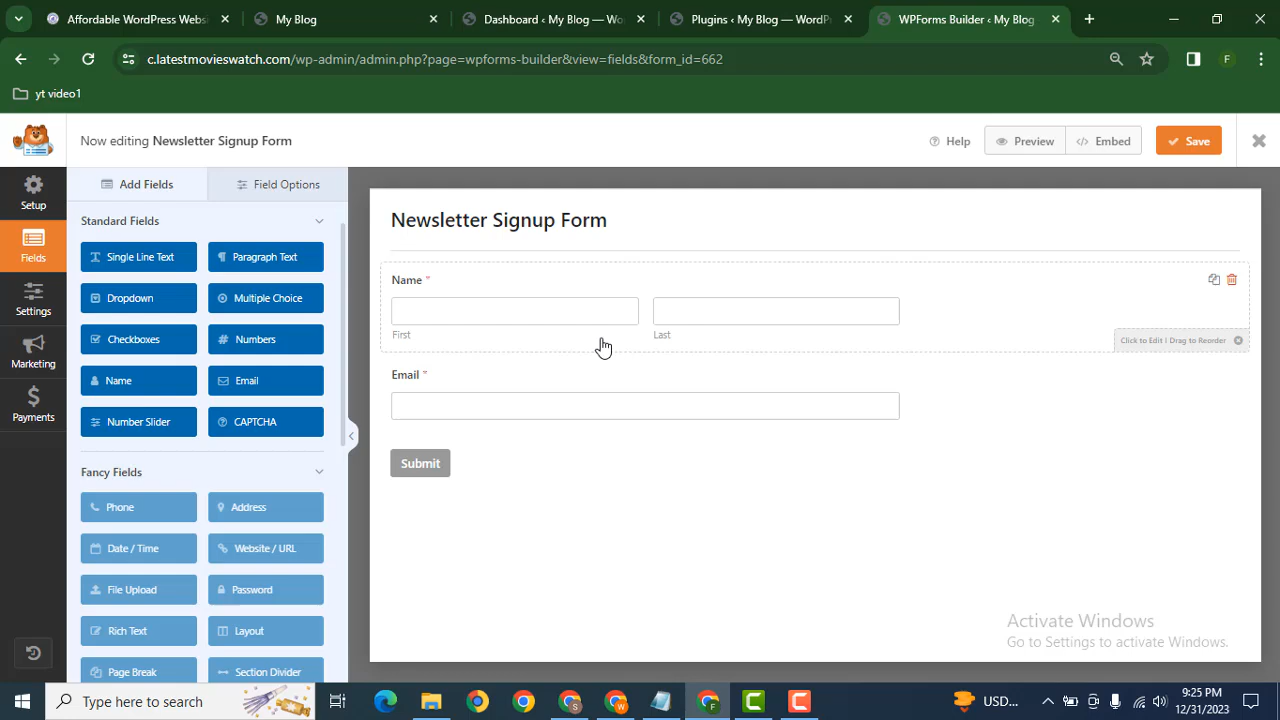 Affordable WordPress Websi
My Blog
Dashboard ‹ My Blog — Wo
Plugins ‹ My Blog — WordPr
WPForms Builder ‹ My Blog
c.latestmovieswatch.com/wp-admin/admin.php?page=wpforms-builder&view=fields&form_id=662
F
yt video1
Now editing Newsletter Signup Form
Help
Preview
Embed
Save
Setup
Fields
Settings
Marketing
Payments
Add Fields
Field Options
Standard Fields
Single Line Text
Paragraph Text
Dropdown
Multiple Choice
Checkboxes
Numbers
Name
Email
Number Slider
CAPTCHA
Fancy Fields
Phone
Address
Date / Time
Website / URL
File Upload
Password
Rich Text
Layout
Page Break
Section Divider
Newsletter Signup Form
Name *
First
Last
Click to Edit | Drag to Reorder
Email *
Submit
Activate Windows
Go to Settings to activate Windows.
Type here to search
USD...
9:25 PM
12/31/2023